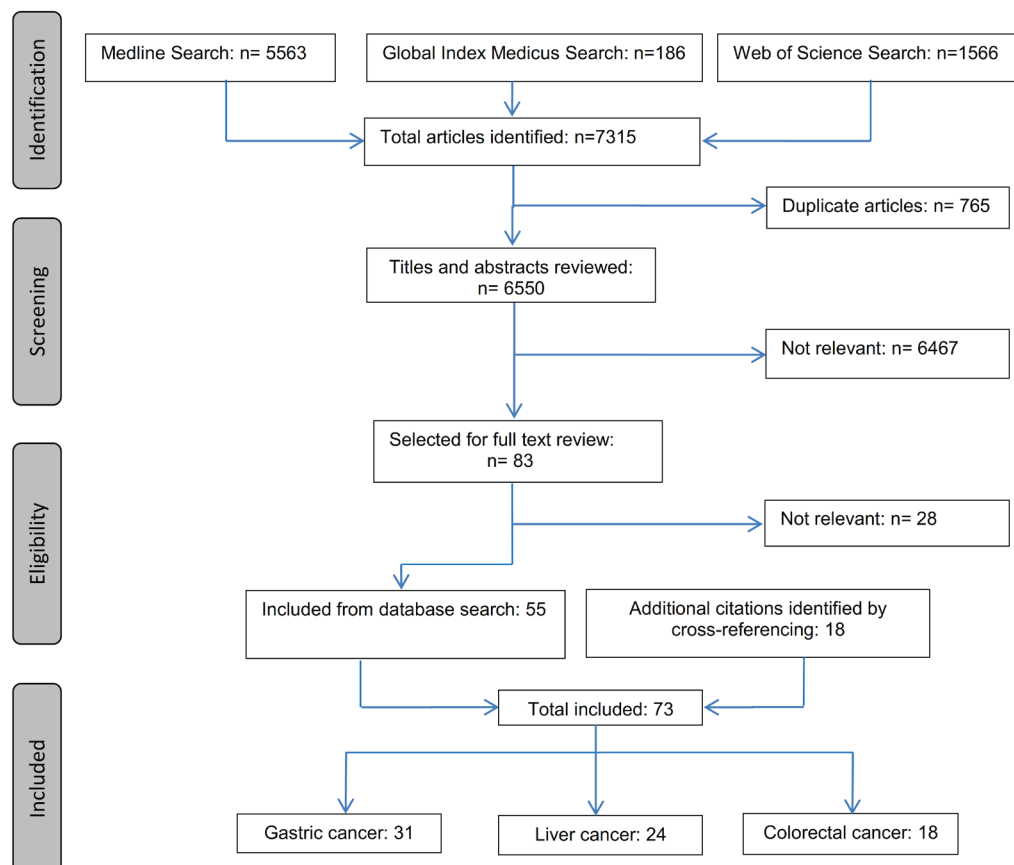 Identification
Medline Search: n= 5563
Global Index Medicus Search: n=186
Web of Science Search: n=1566
Total articles identified: n=7315
Duplicate articles: n= 765
Screening
Titles and abstracts reviewed:
n= 6550
Not relevant: n= 6467
Eligibility
Selected for full text review:
n= 83
Not relevant: n= 28
Included from database search: 55
Additional citations identified by
cross-referencing: 18
Included
Total included: 73
Gastric cancer: 31
Liver cancer: 24
Colorectal cancer: 18